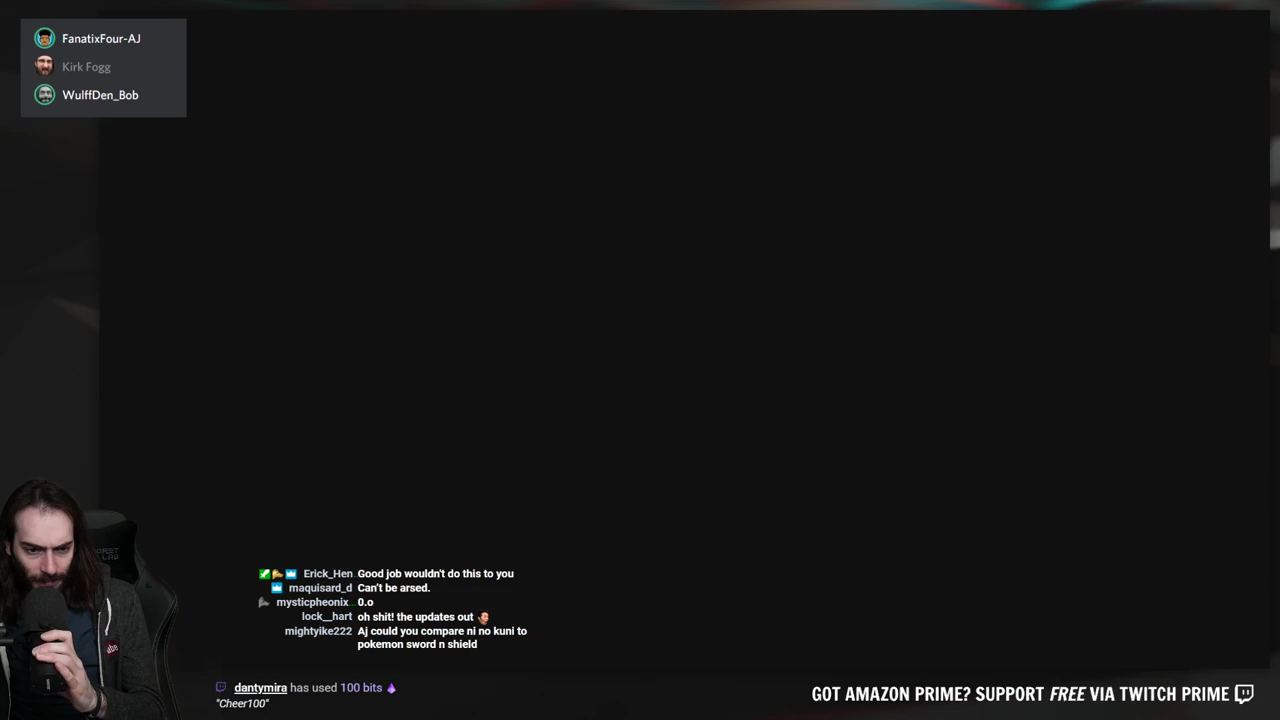 FanatixFour-AJ
Kirk Fogg
WulffDen_Bob
Erick_Hen Good job wouldn't do this to you
maquisard_d Can't be arsed.
mysticpheonix... 0.o
lock__hart oh shit! the updates out
mightyike222 Aj could you compare ni no kuni to
pokemon sword n shield
dantymira has used 100 bits
"Cheer100"
GOT AMAZON PRIME? SUPPORT FREE VIA TWITCH PRIME